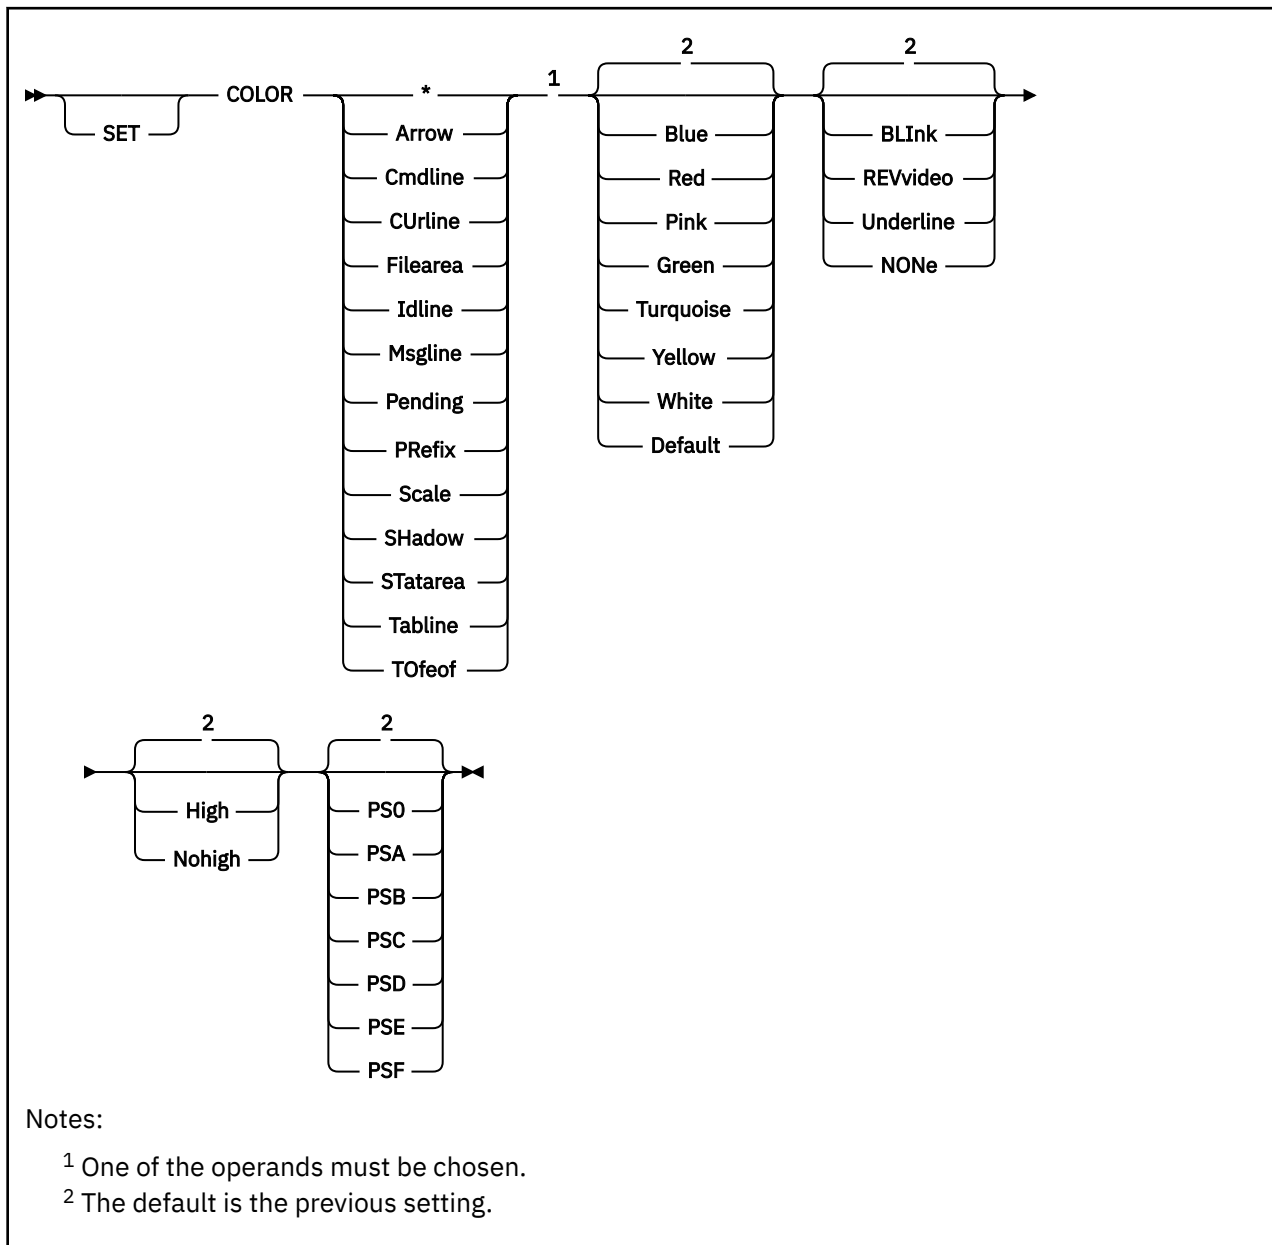 2 2
SET COLOR * 1
Arrow Blue BLInk
Cmdline Red REVvideo
CUrline Pink Underline
Filearea Green NONe
Idline Turquoise
Msgline Yellow
Pending White
PRefix Default
Scale
SHadow
STatarea
Tabline
TOfeof
2 2
High PS0
Nohigh PSA
PSB
PSC
PSD
PSE
PSF
Notes:
1 One of the operands must be chosen.
2 The default is the previous setting.